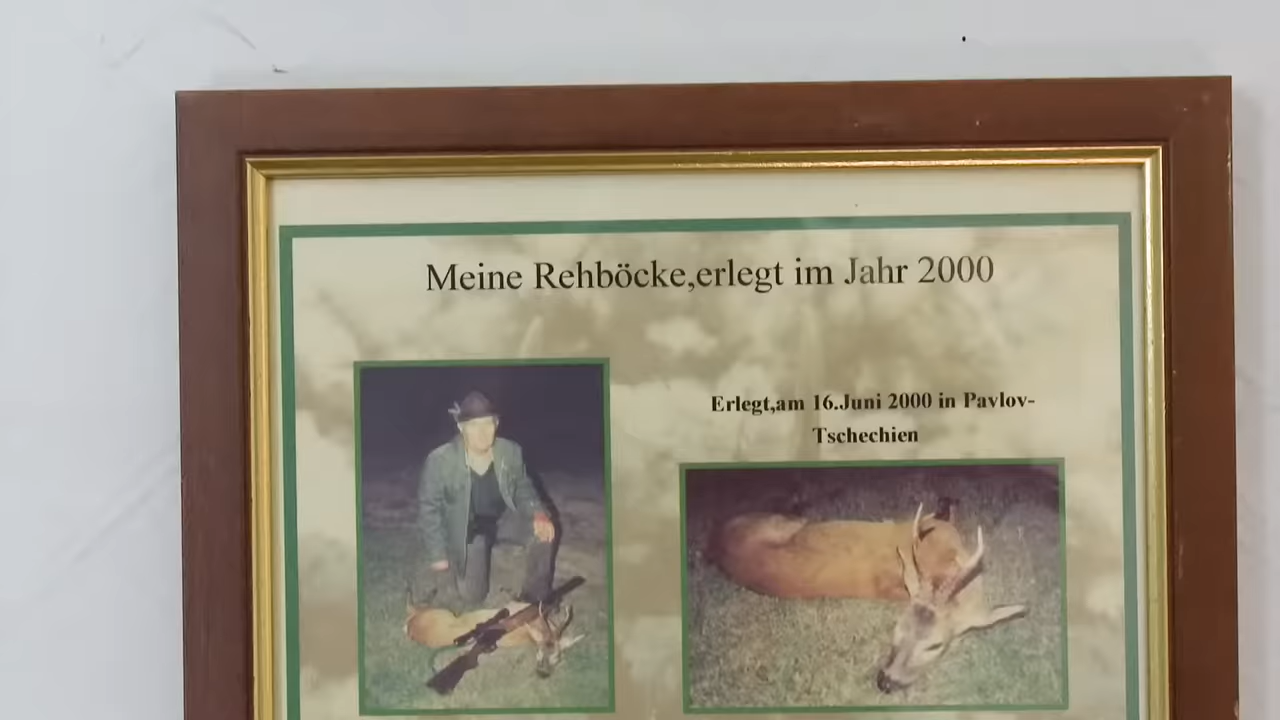 Meine Rehböcke,erlegt im Jahr 2000
Erlegt,am 16.Juni 2000 in Pavlov-
Tschechien